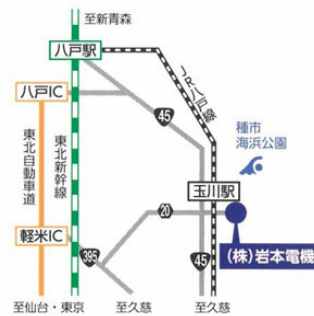 至新青森
八戸駅
JR八戸線
八戸IC
45
種市
海浜公園
東北自動車道
東北新幹線
玉川駅
20
軽米IC
395
45
(株)岩本電機
至仙台・東京
至久慈
至久慈